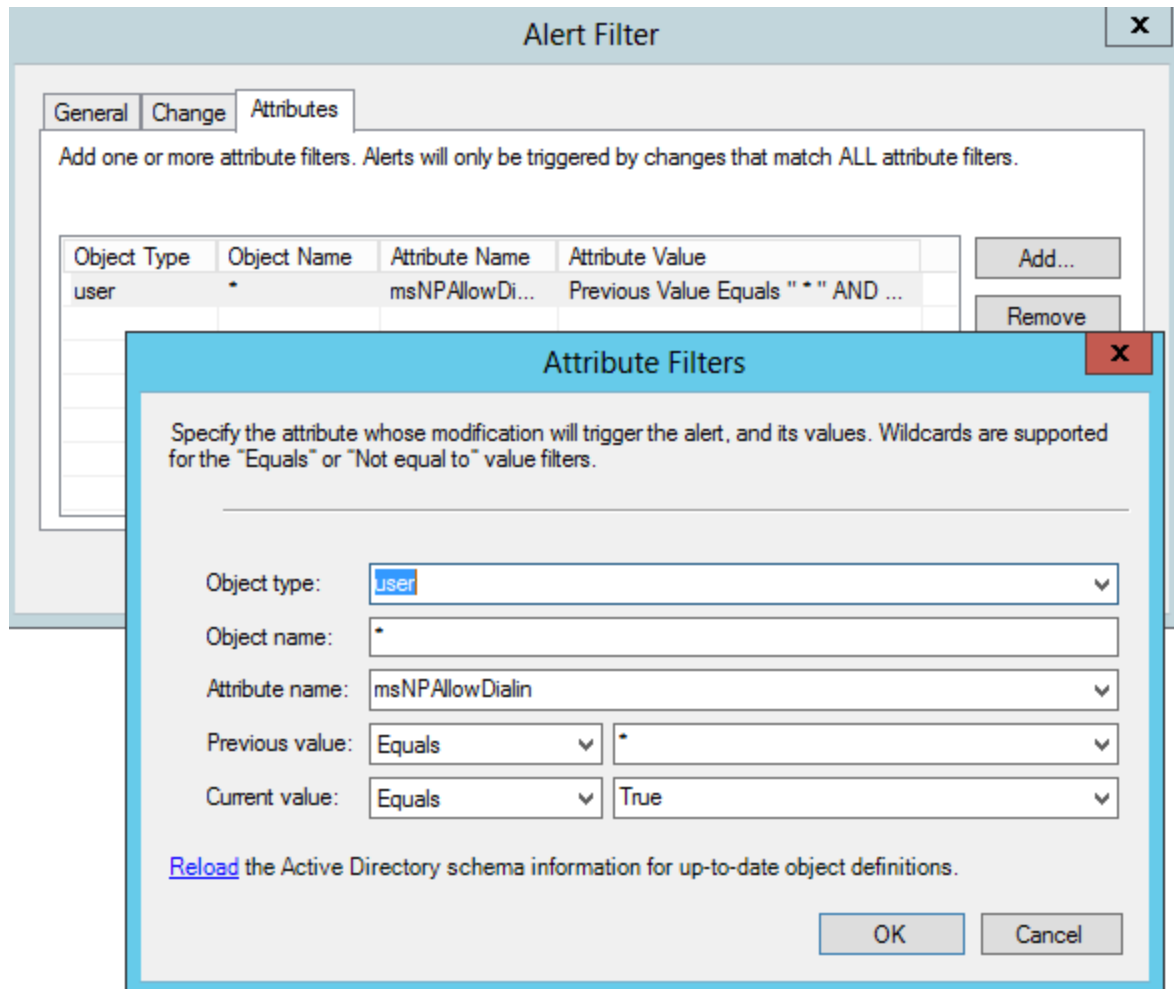 Alert Filter
x
General Change Attributes
Add one or more attribute filters. Alerts will only be triggered by changes that match ALL attribute filters.
Object Type Object Name Attribute Name Attribute Value
Add...
user * msNPAllowDi... Previous Value Equals " * " AND ...
Remove
Attribute Filters
x
Specify the attribute whose modification will trigger the alert, and its values. Wildcards are supported
for the "Equals" or "Not equal to" value filters.
Object type: user
Object name: *
Attribute name: msNPAllowDialin
Previous value: Equals *
Current value: Equals True
Reload the Active Directory schema information for up-to-date object definitions.
OK Cancel